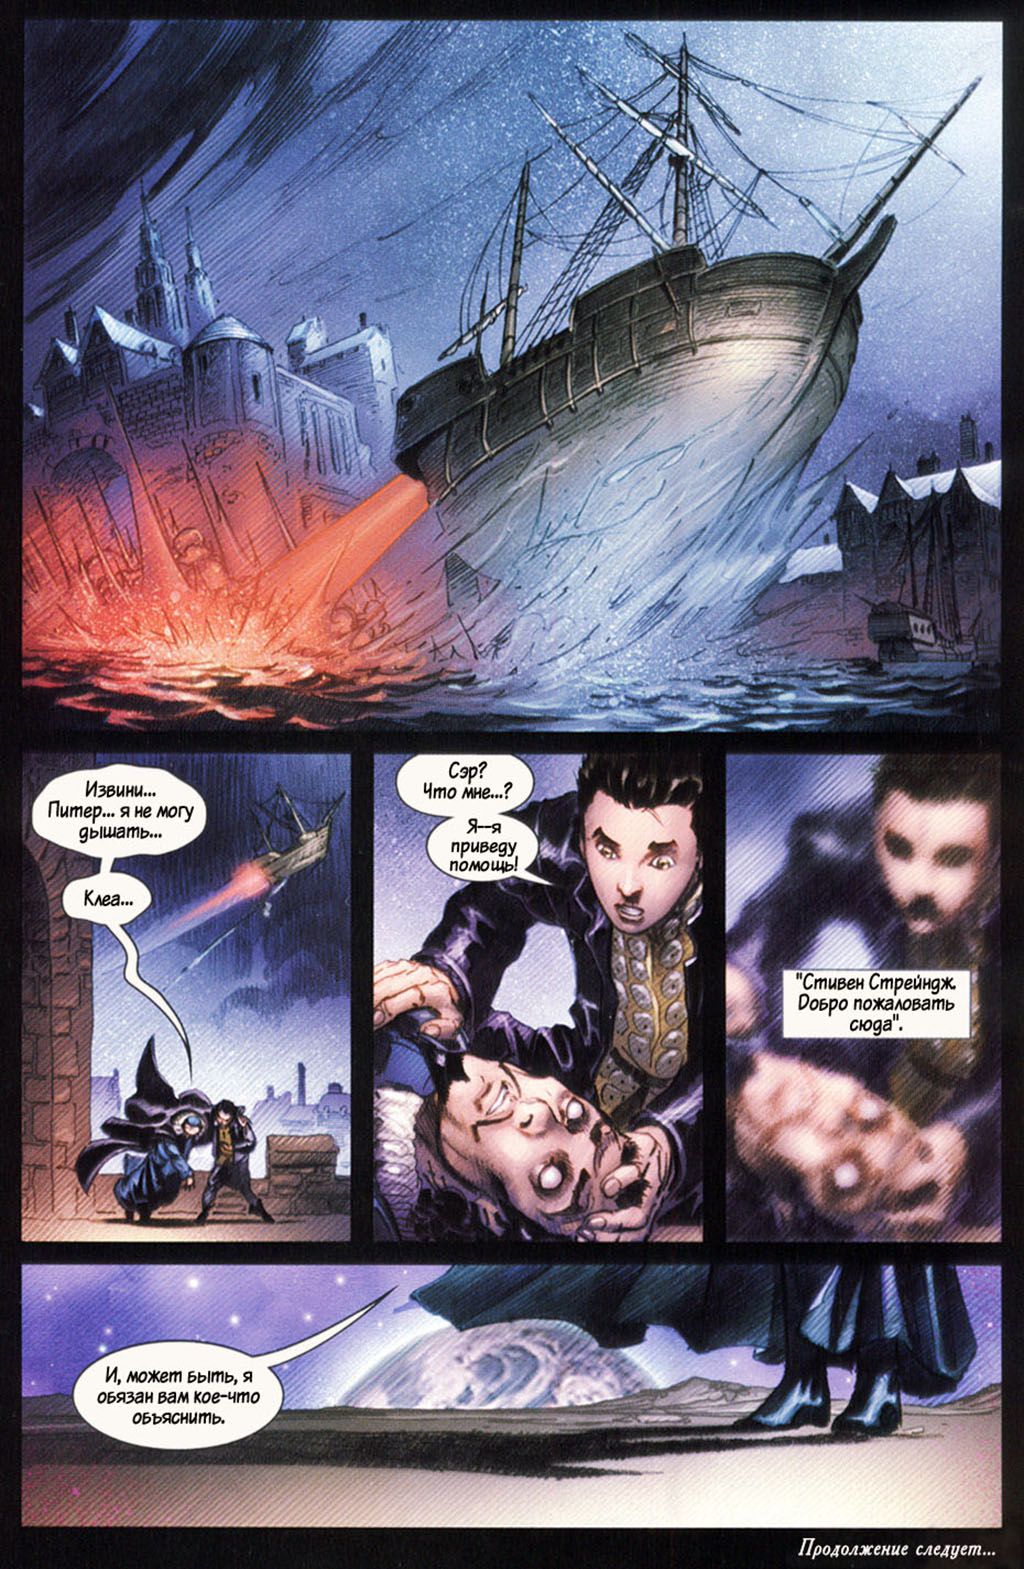 Извини...
Питер... я не могу
дышать...
Клеа...
Сэр?
Что мне...?
Я--я
приведу
помощь!
"Стивен Стрейндж.
Добро пожаловать
сюда".
И, может быть, я
обязан вам кое-что
объяснить.
Продолжение следует...